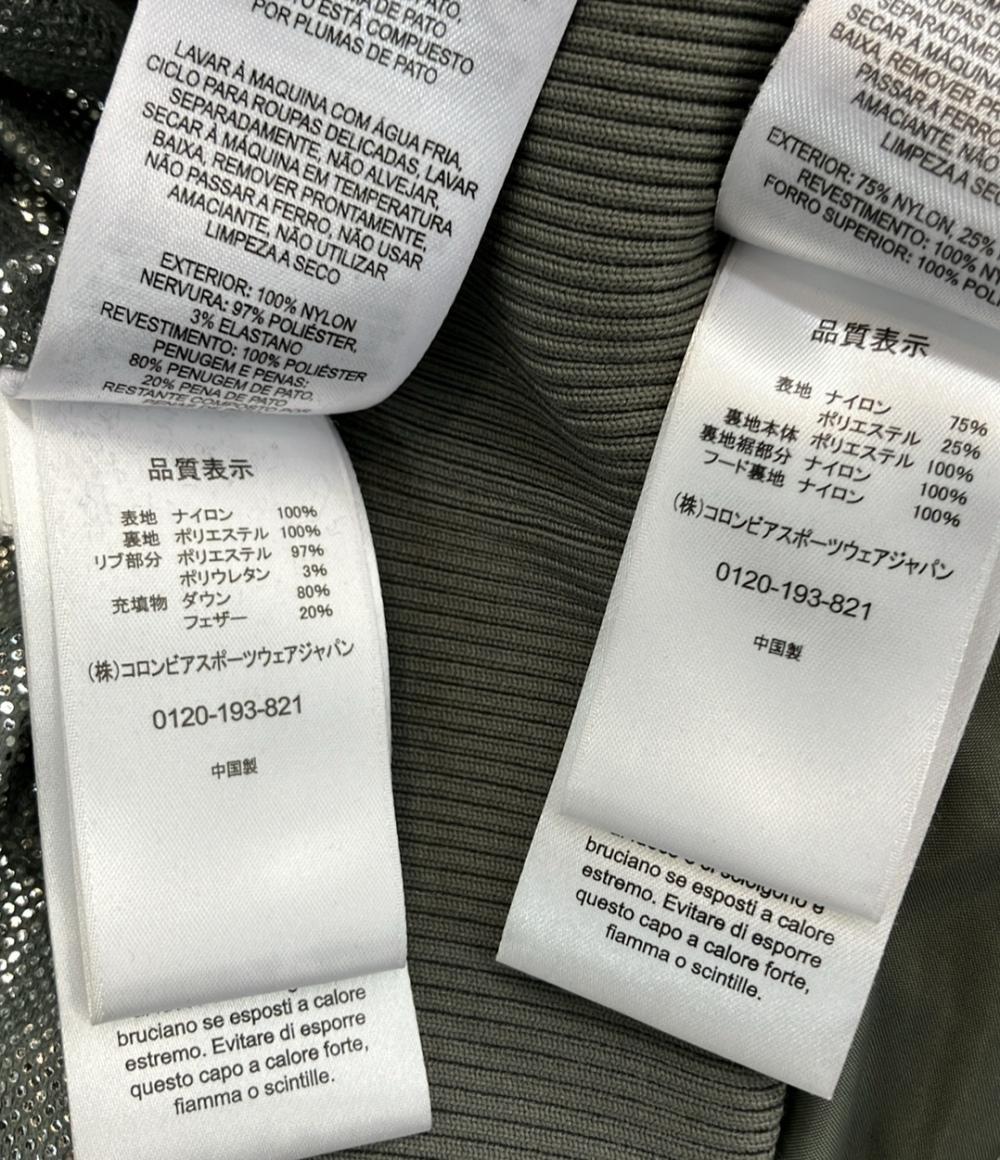 DE PATO.
TO ESTÁ COMPUESTO
POR PLUMAS DE PATO
LAVAR À MAQUINA COM ÁGUA FRIA,
CICLO PARA ROUPAS DELICADAS, LAVAR
SEPARADAMENTE, NÃO ALVEJAR,
SECAR À MÁQUINA EM TEMPERATURA
BAIXA, REMOVER PRONTAMENTE,
NÃO PASSAR A FERRO, NÃO USAR
AMACIANTE, NÃO UTILIZAR
LIMPEZA A SECO
EXTERIOR: 100% NYLON
NERVURA: 97% POLIÉSTER,
3% ELASTANO
REVESTIMENTO: 100% POLIÉSTER
PENUGEM E PENAS:
80% PENUGEM DE PATO,
20% PENA DE PATO
RESTANTE COMPOSTO POR
品質表示
表地 ナイロン 100%
裏地 ポリエステル 100%
リブ部分 ポリエステル 97%
ポリウレタン 3%
充填物 ダウン 80%
フェザー 20%
(株)コロンビアスポーツウェアジャパン
0120-193-821
中国製
bruciano se esposti a calore
estremo. Evitare di esporre
questo capo a calore forte,
fiamma o scintille.
ROUPAS D
SEPARADAMEN
SECAR À MÁQUINA
BAIXA, REMOVER PR
PASSAR A FERRO
AMACIANTE, NÃO
LIMPEZA A SEC
EXTERIOR: 75% NYLON, 25%
REVESTIMENTO: 100% NY
FORRO SUPERIOR: 100% POL
品質表示
表地 ナイロン 75%
ポリエステル 25%
裏地本体 ポリエステル 100%
裏地裾部分 ナイロン 100%
フード裏地 ナイロン 100%
(株)コロンビアスポーツウェアジャパン
0120-193-821
中国製
bruciano se esposti a calore
estremo. Evitare di esporre
questo capo a calore forte,
fiamma o scintille.